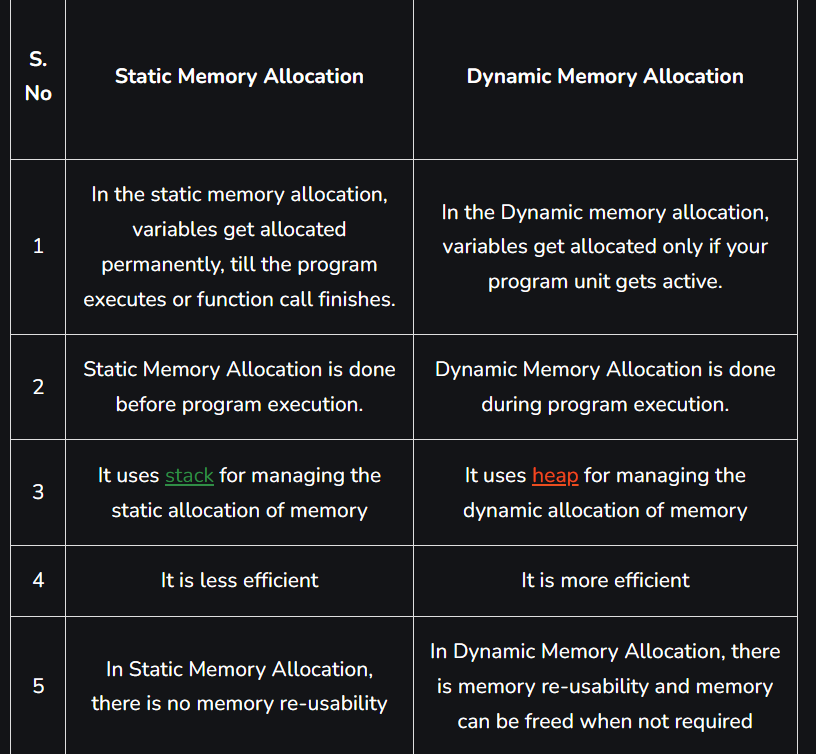 S.
No
Static Memory Allocation
Dynamic Memory Allocation
1
In the static memory allocation,
variables get allocated
permanently, till the program
executes or function call finishes.
In the Dynamic memory allocation,
variables get allocated only if your
program unit gets active.
2
Static Memory Allocation is done
before program execution.
Dynamic Memory Allocation is done
during program execution.
3
It uses stack for managing the
static allocation of memory
It uses heap for managing the
dynamic allocation of memory
4
It is less efficient
It is more efficient
5
In Static Memory Allocation,
there is no memory re-usability
In Dynamic Memory Allocation, there
is memory re-usability and memory
can be freed when not required